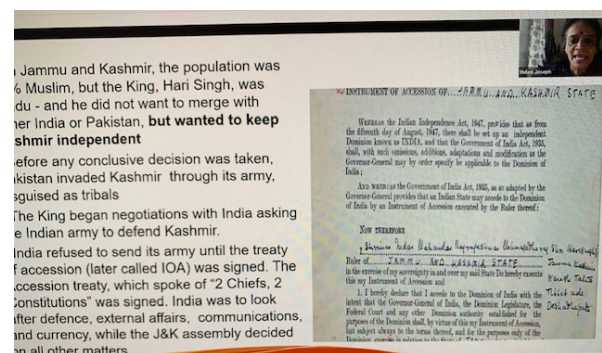 Jammu and Kashmir, the population was
% Muslim, but the King, Hari Singh, was
du - and he did not want to merge with
her India or Pakistan, but wanted to keep
shmir independent
efore any conclusive decision was taken,
kistan invaded Kashmir through its army,
sguised as tribals
The King began negotiations with India asking
e Indian army to defend Kashmir.
India refused to send its army until the treaty
f accession (later called IOA) was signed. The
ccession treaty, which spoke of "2 Chiefs, 2
Constitutions" was signed. India was to look
fter defence, external affairs, communications,
and currency, while the J&K assembly decided
on all other matters
Helen Joseph
INSTRUMENT OF ACCESSION OF JAMMU AND KASHMIR STATE
WHEREAS the Indian Independence Act, 1947, provides that as from
the fifteenth day of August, 1947, there shall be set up an independent
Dominion known as INDIA, and that the Government of India Act, 1935,
shall, with such omissions, additions, adaptations and modifications as the
Governor-General may by order specify be applicable to the Dominion
of India;
AND WHEREAS the Government of India Act, 1935, as so adapted by the
Governor-General provides that an Indian State may accede to the Dominion
of India by an Instrument of Accession executed by the Ruler thereof:
NOW THEREFORE
Shriman
Ruler of JAMMU AND KASHMIR STATE
in the exercise of my sovereignty in and over my said State Do hereby execute
this my Instrument of Accession and
1. I hereby declare that I accede to the Dominion of India with the
intent that the Governor-General of India, the Dominion Legislature, the
Federal Court and any other Dominion authority established for the
purposes of the Dominion shall, by virtue of this my Instrument of Accession,
but subject always to the terms thereof, and for the purposes only of the